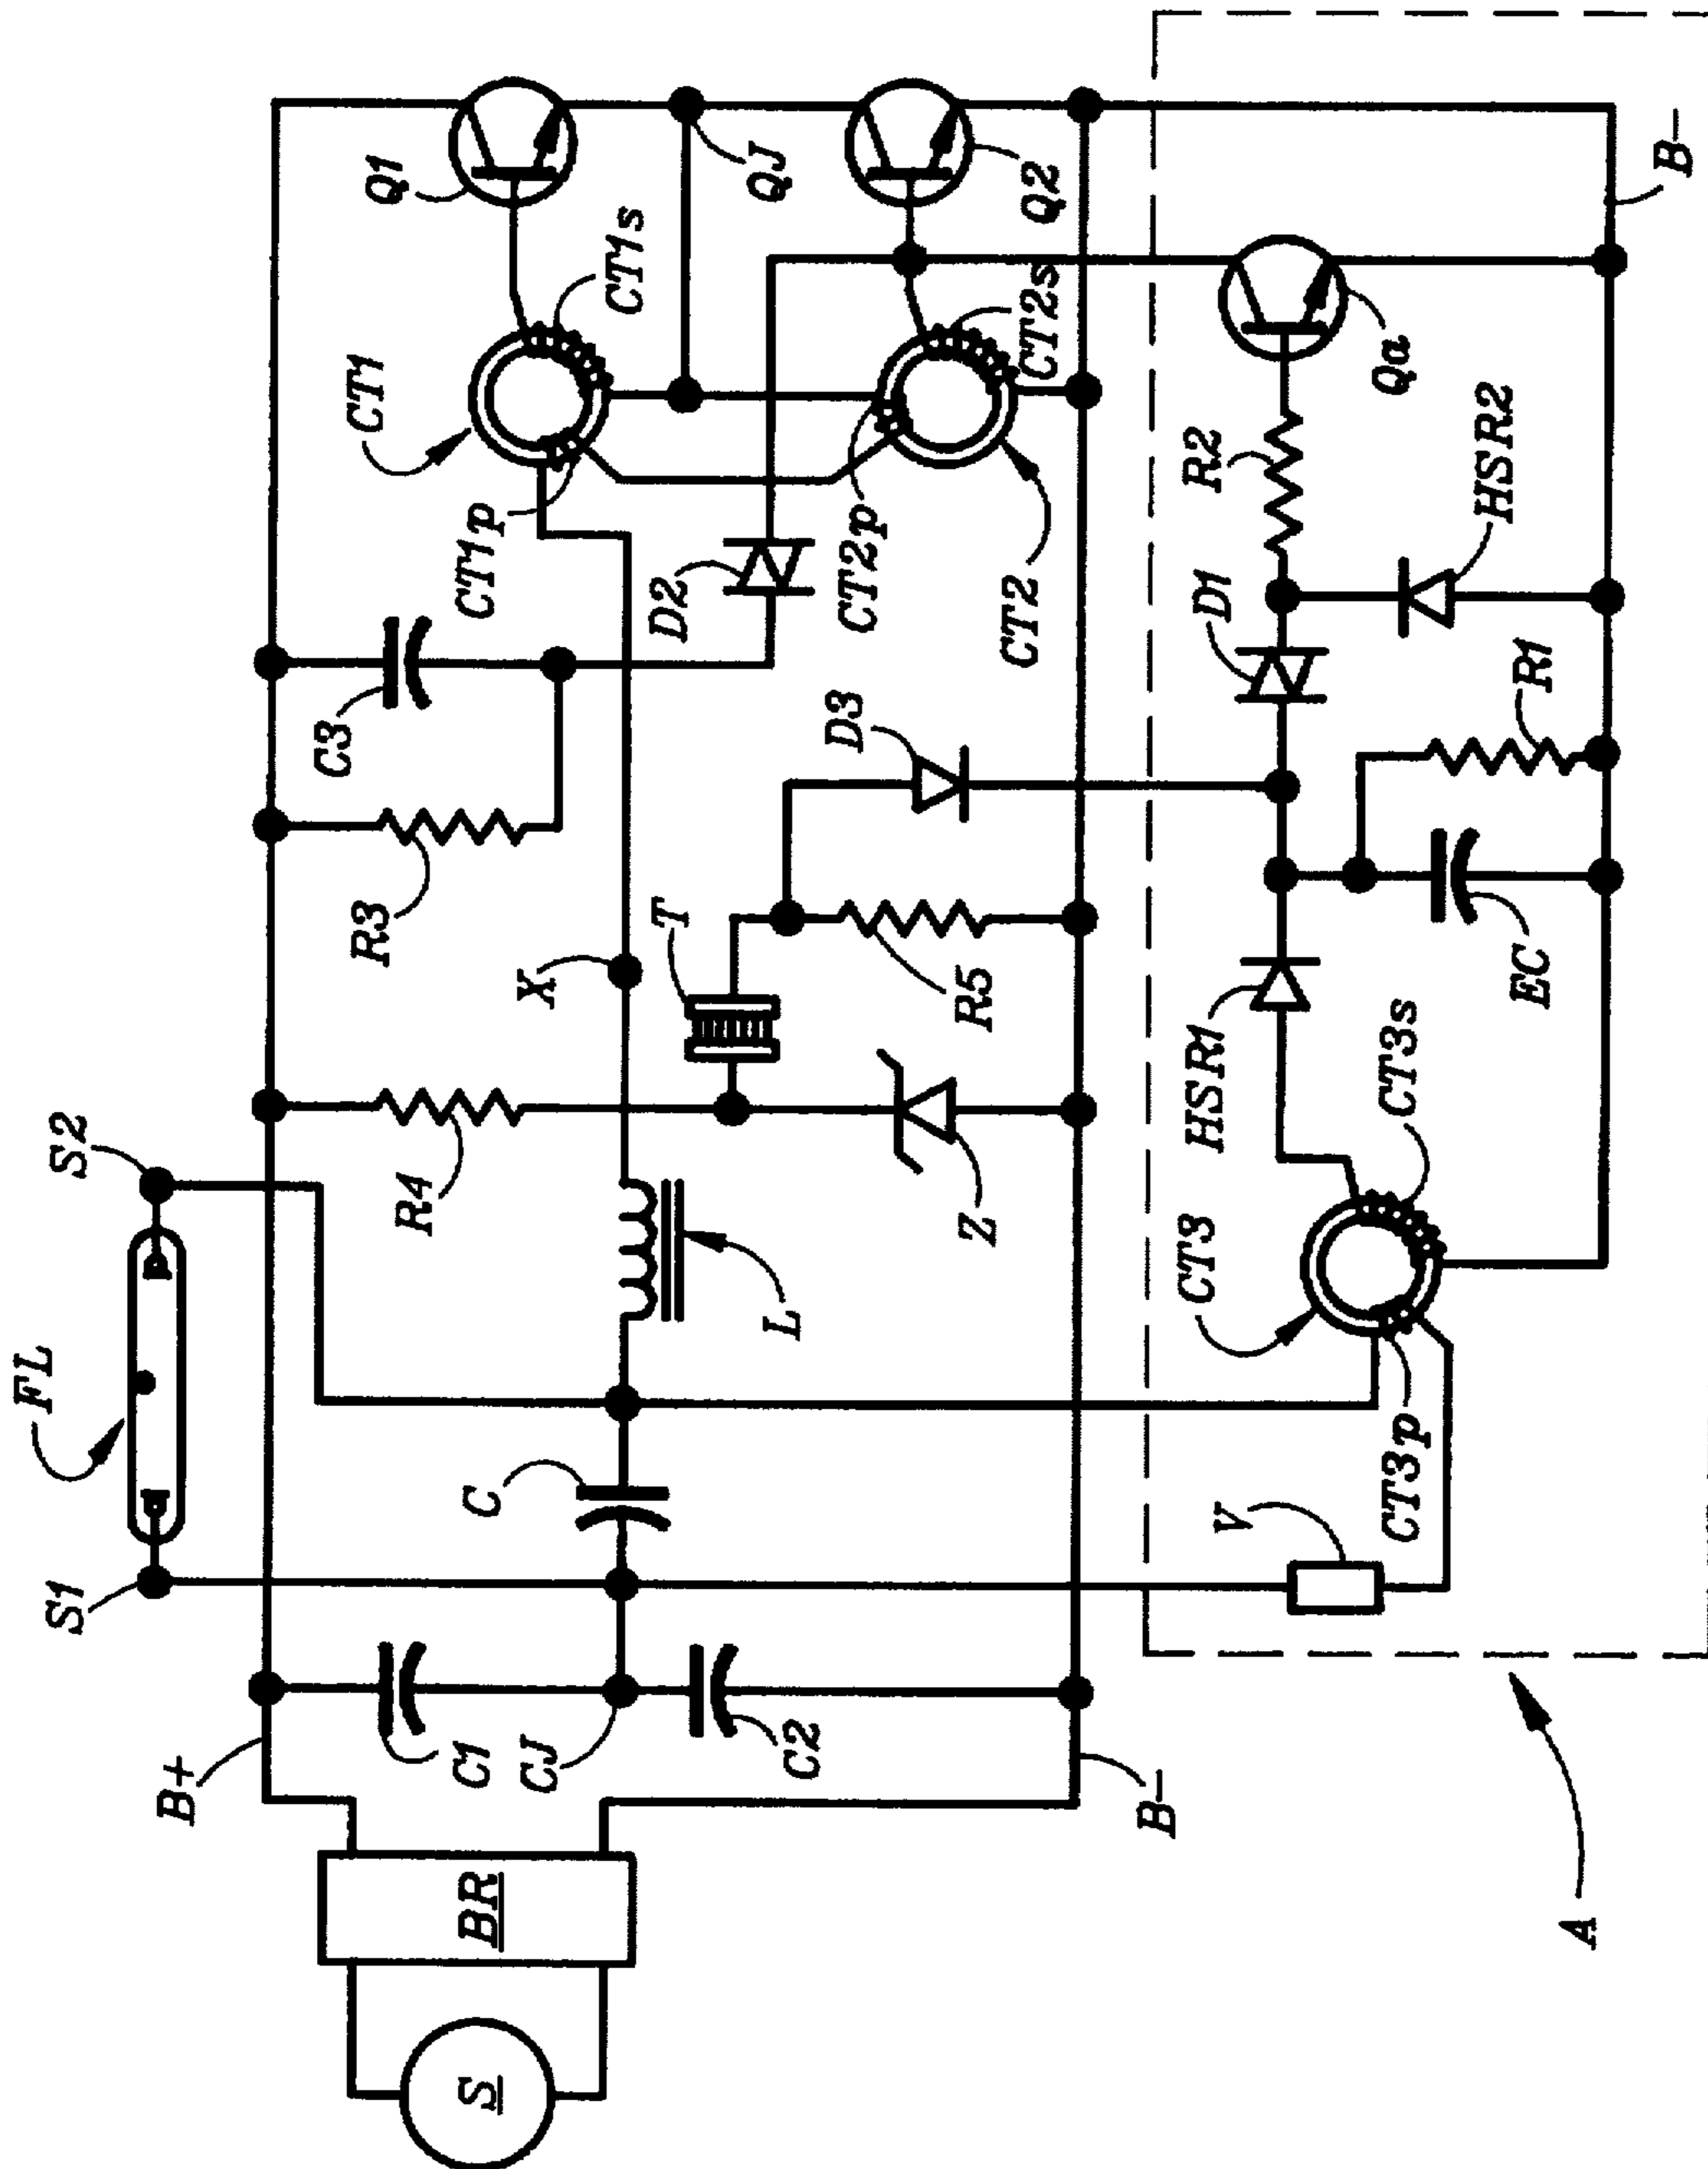 S1
FL
S2
B+
C1
CJ
C2
C
R4
L
X
R3
C3
T
R5
Z
D3
D2
CT1p
CT1
CT1s
Q1
QJ
CT2p
CT2
CT2s
Q2
S
BR
B-
V
CT3p
CT3
CT3s
HSR1
EC
R1
D1
HSR2
R2
Qa
B-
A